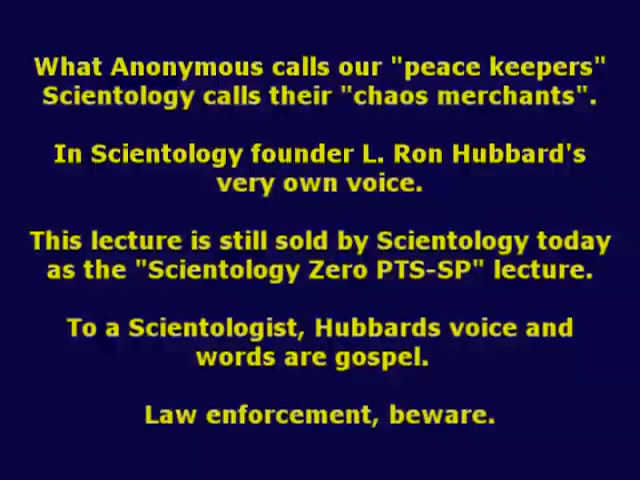 What Anonymous calls our "peace keepers"
Scientology calls their "chaos merchants".
In Scientology founder L. Ron Hubbard's
very own voice.
This lecture is still sold by Scientology today
as the "Scientology Zero PTS-SP" lecture.
To a Scientologist, Hubbards voice and
words are gospel.
Law enforcement, beware.